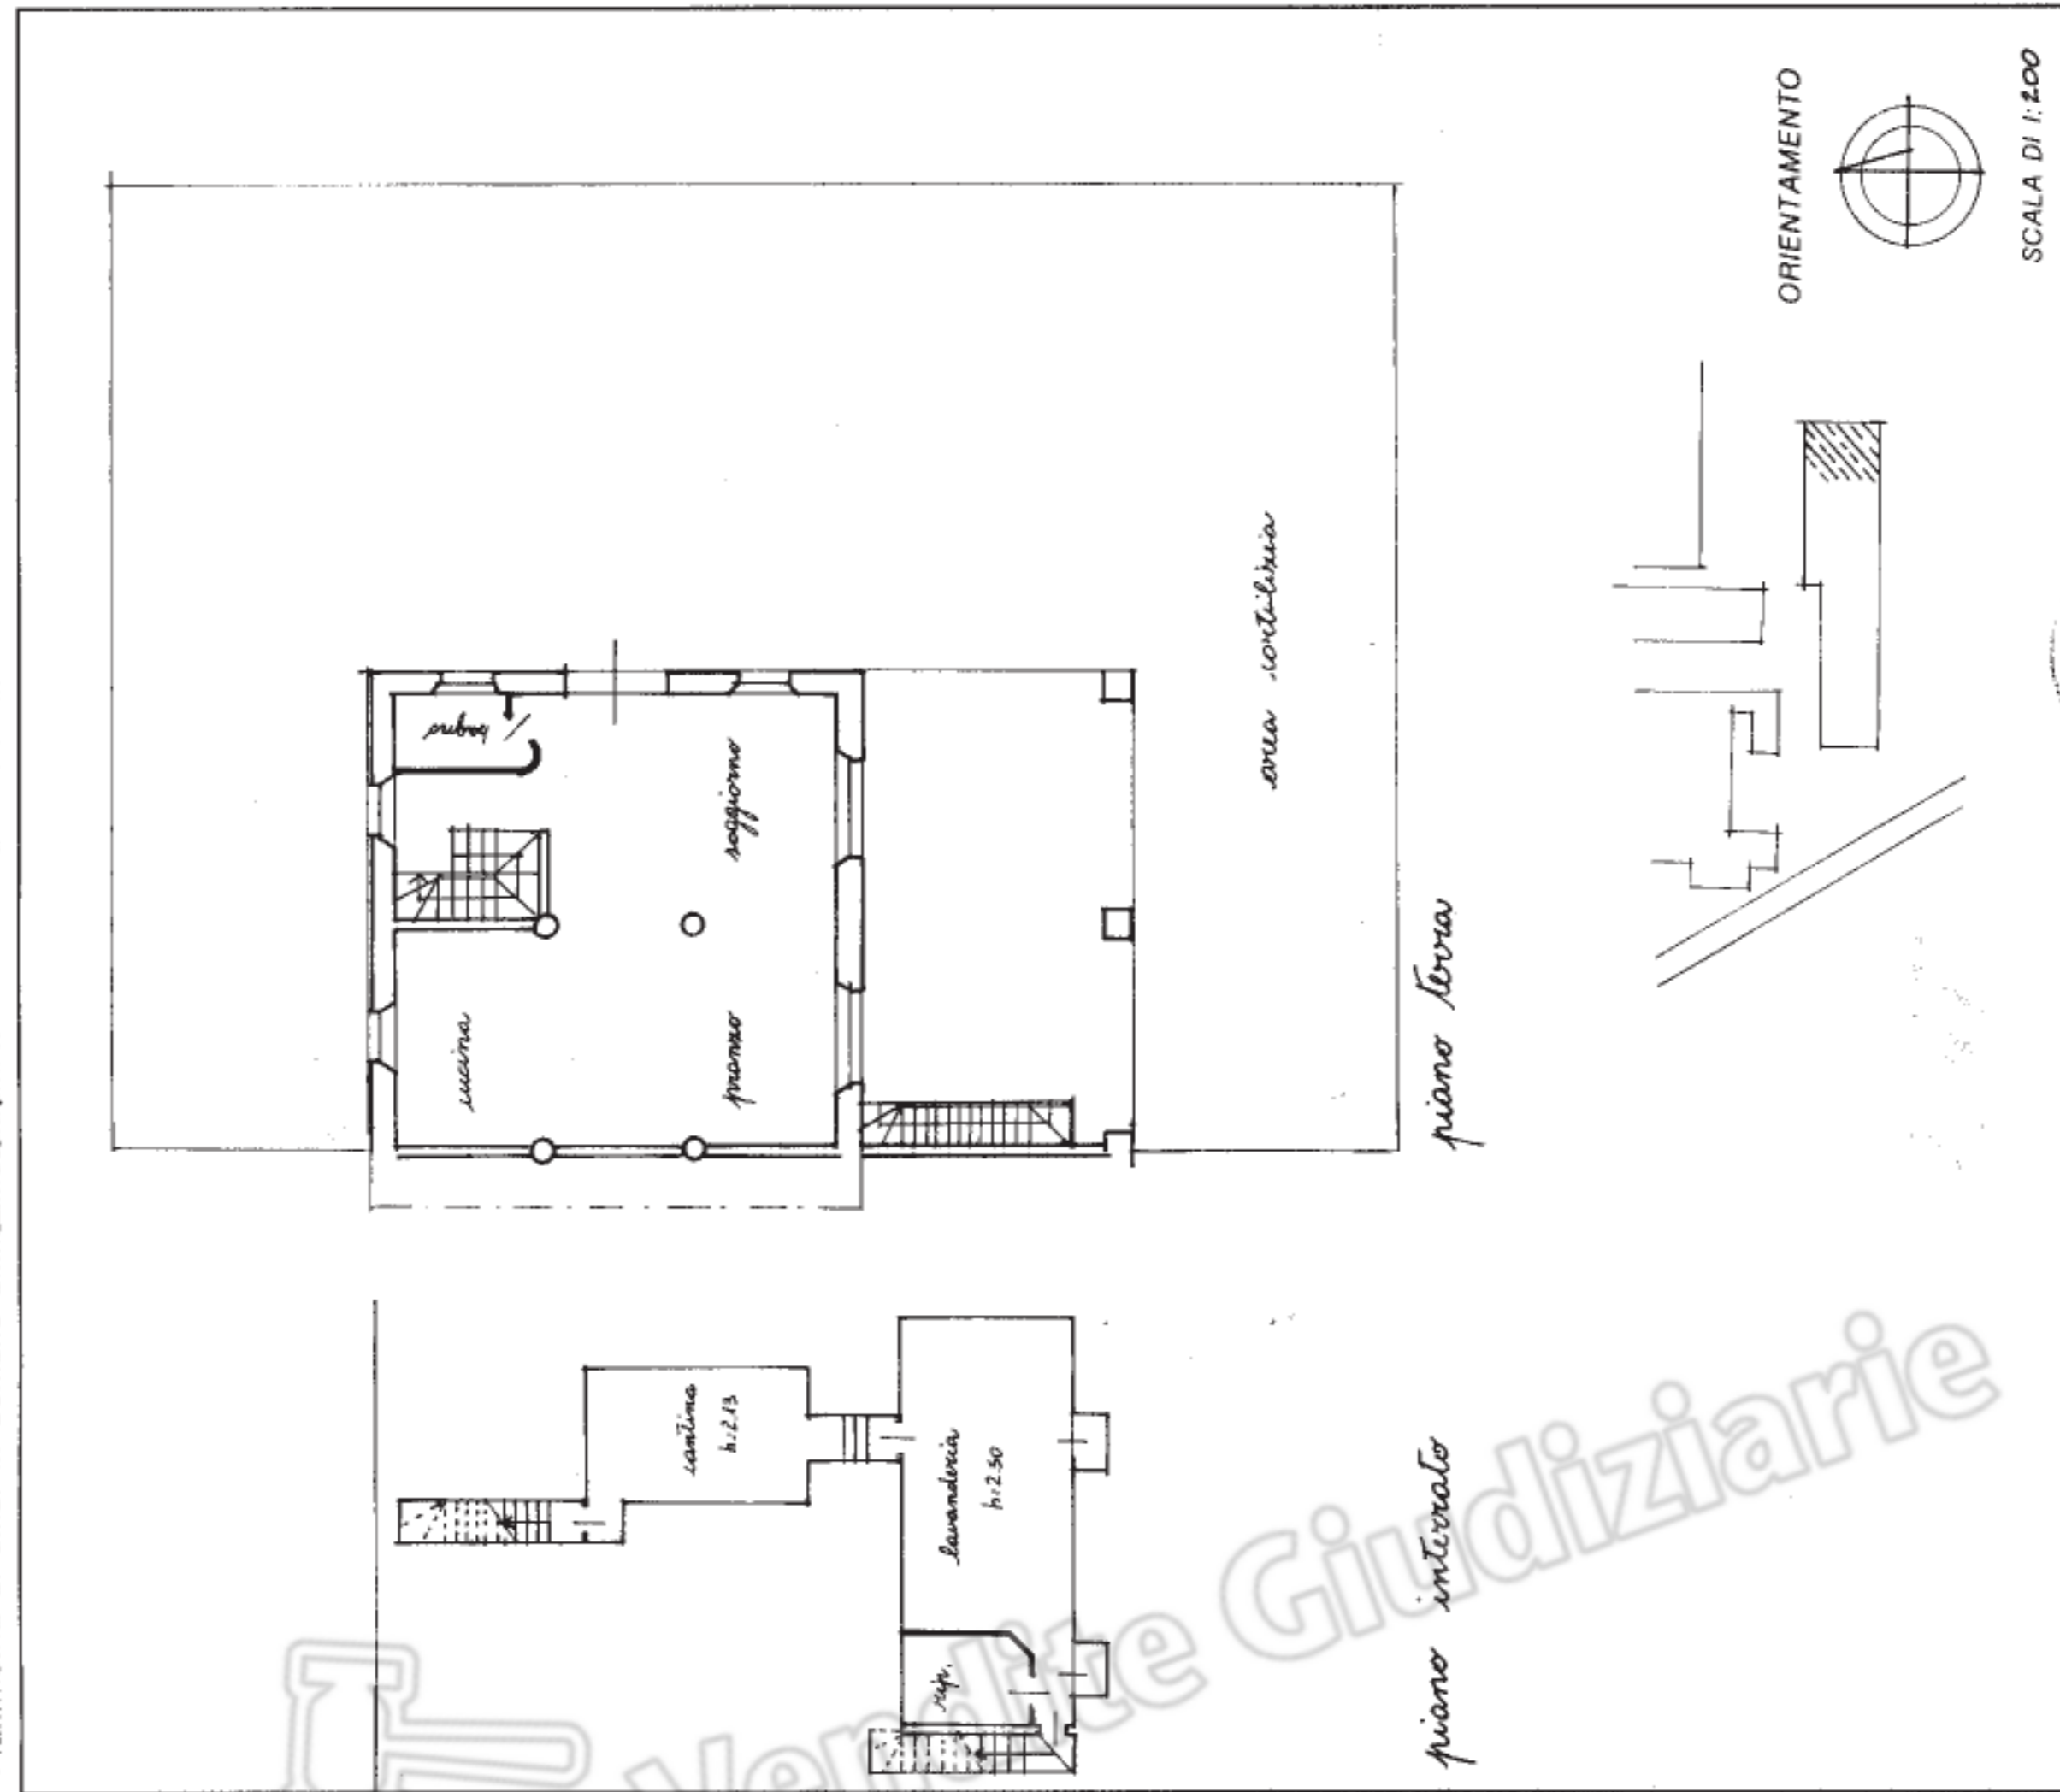 ORIENTAMENTO
SCALA DI 1:200
bagno
soggiorno
cucina
pranzo
area cortilizia
piano terra
cantina
h=2.13
lavanderia
h=2.50
rip.
piano interrato
Vendite Giudiziarie